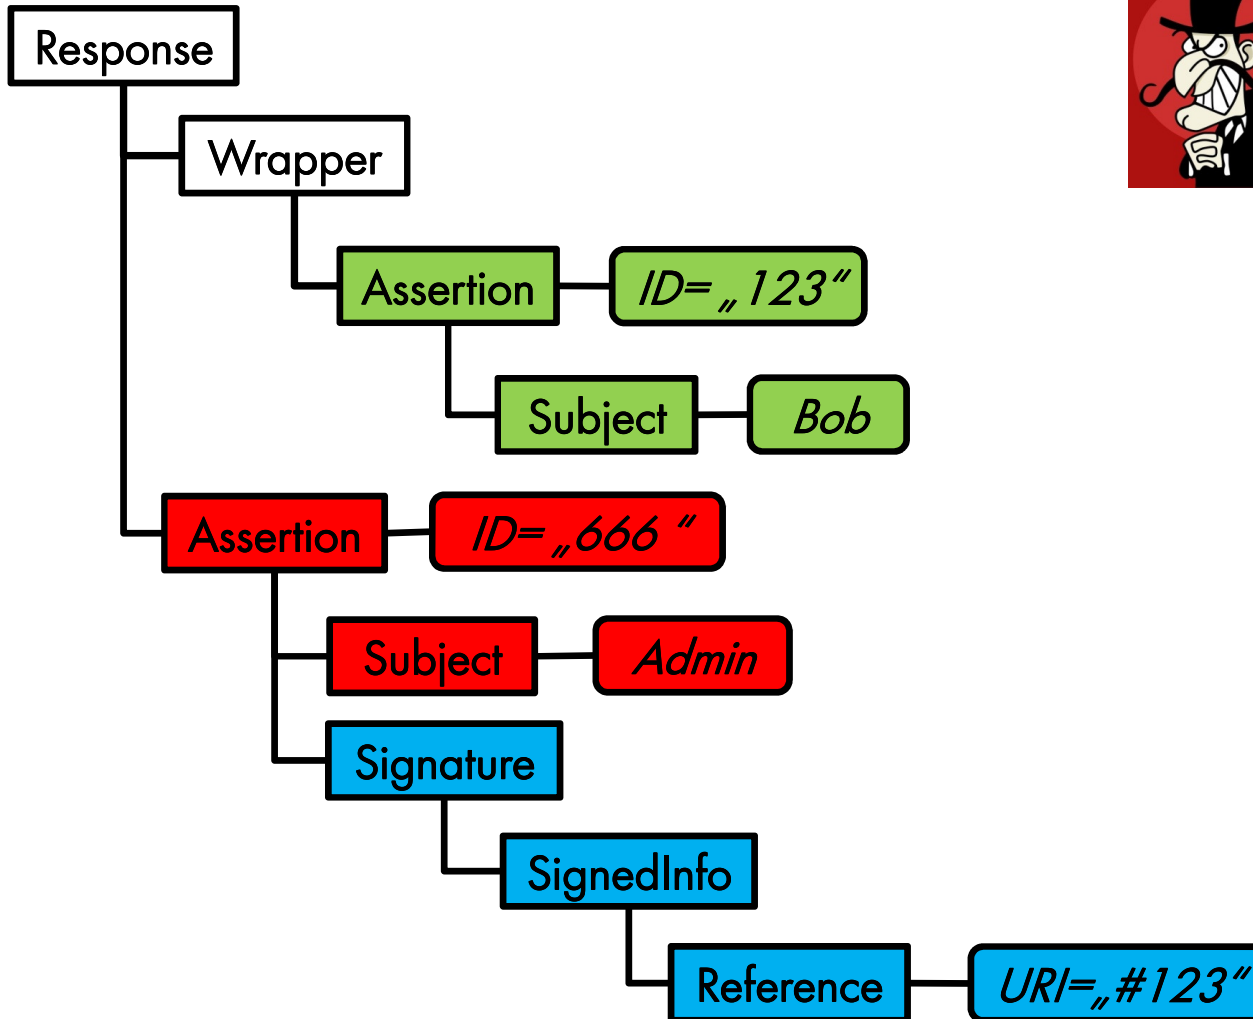 Response
Wrapper
Assertion ID= „123“
Subject Bob
Assertion ID= „666 “
Subject Admin
Signature
SignedInfo
Reference URI=„#123“